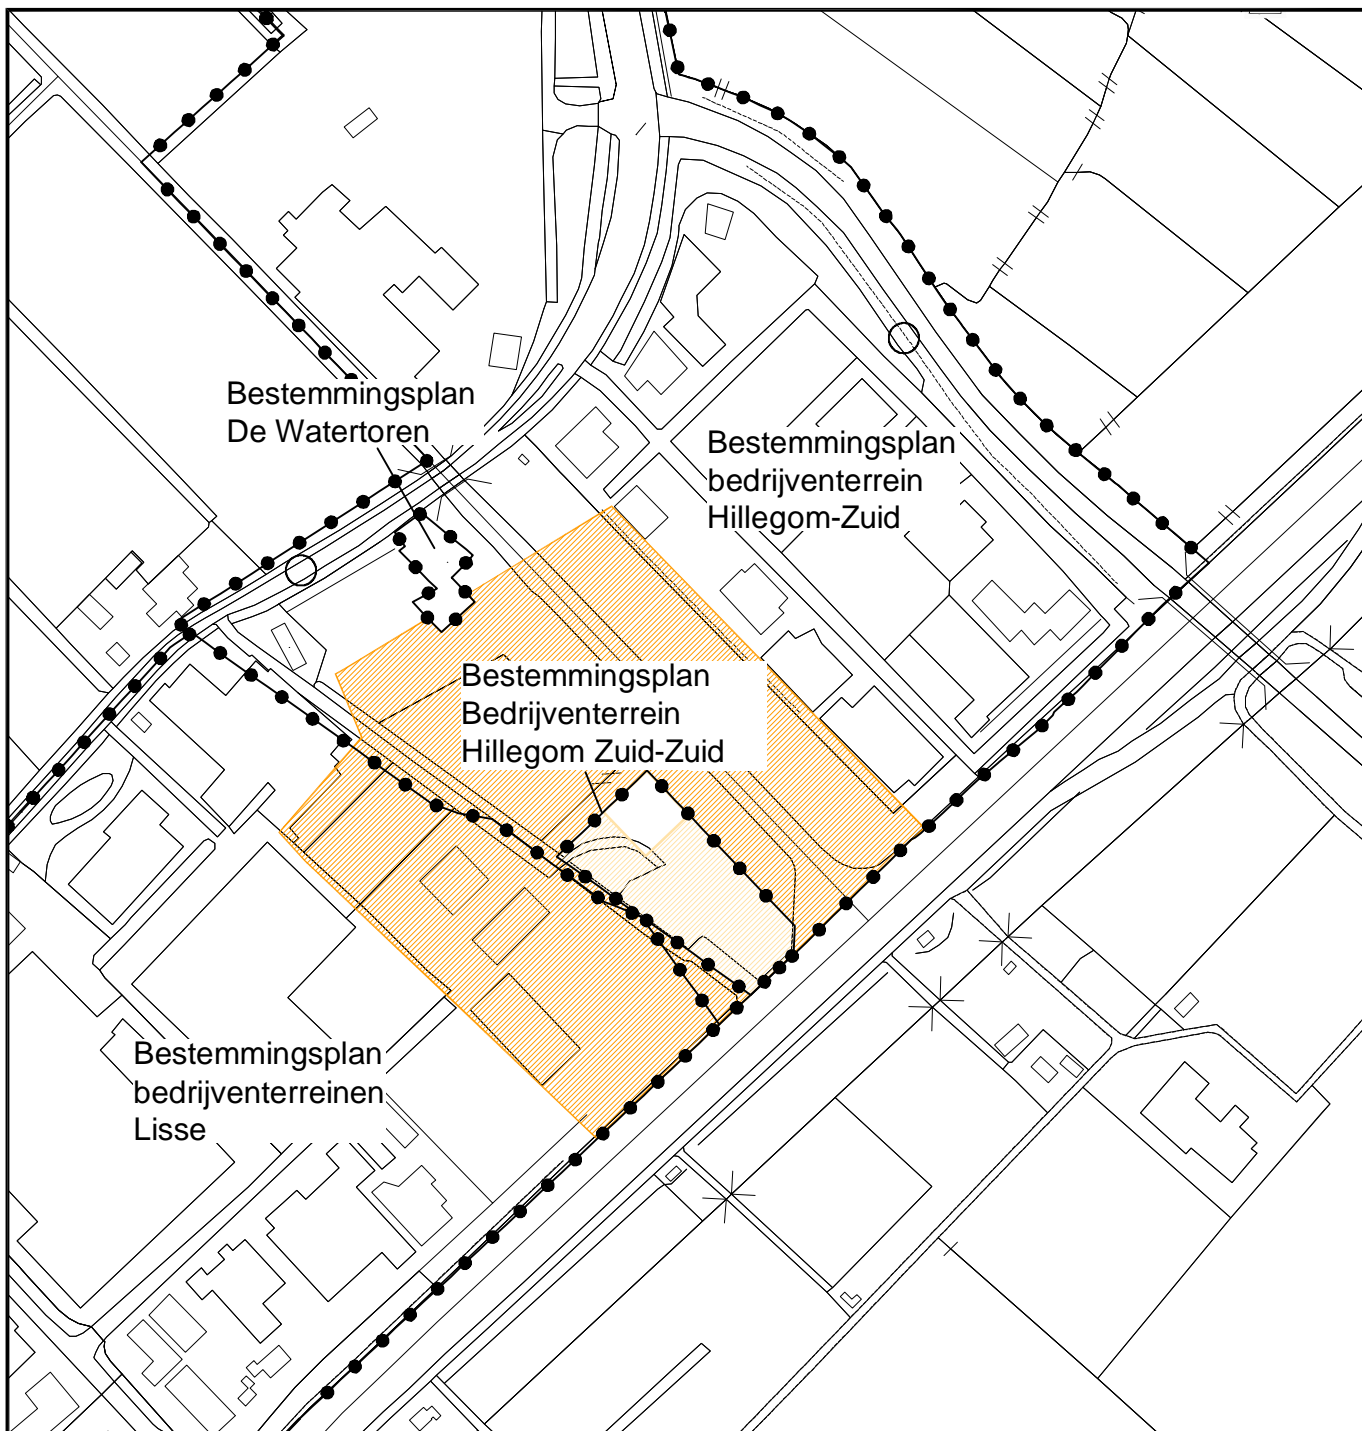 Bestemmingsplan
De Watertoren
Bestemmingsplan
bedrijventerrein
Hillegom-Zuid
Bestemmingsplan
Bedrijventerrein
Hillegom Zuid-Zuid
Bestemmingsplan
bedrijventerreinen
Lisse